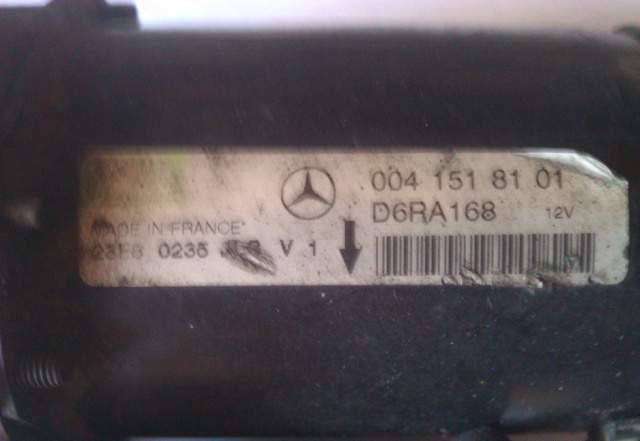 004 151 81 01
D6RA168 12V
MADE IN FRANCE
0235 V 1